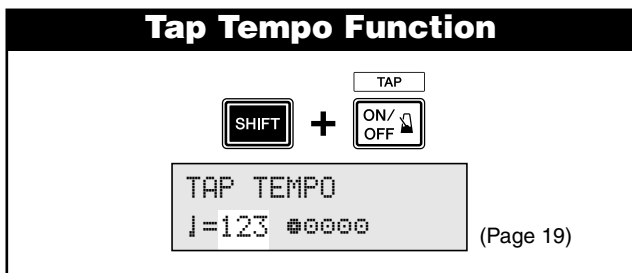 Tap Tempo Function
TAP
SHIFT + ON/
OFF
TAP TEMPO
♩=123
(Page 19)